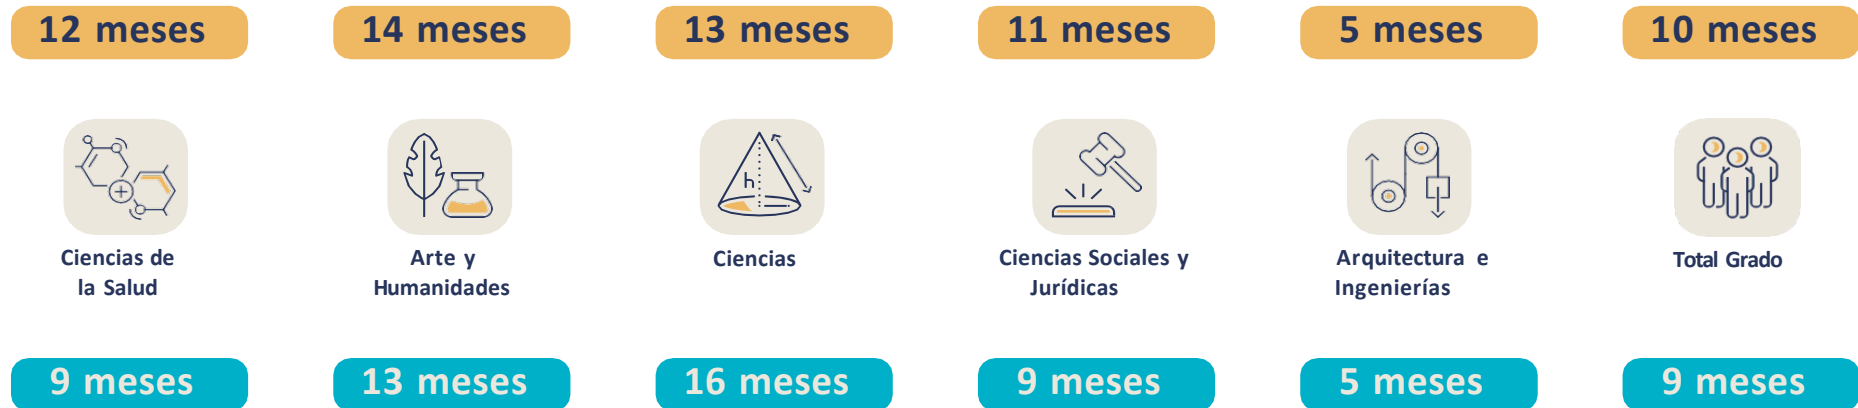 12 meses 14 meses 13 meses 11 meses 5 meses 10 meses
h
Ciencias de
la Salud
Arte y
Humanidades
Ciencias
Ciencias Sociales y
Jurídicas
Arquitectura e
Ingenierías
Total Grado
9 meses 13 meses 16 meses 9 meses 5 meses 9 meses